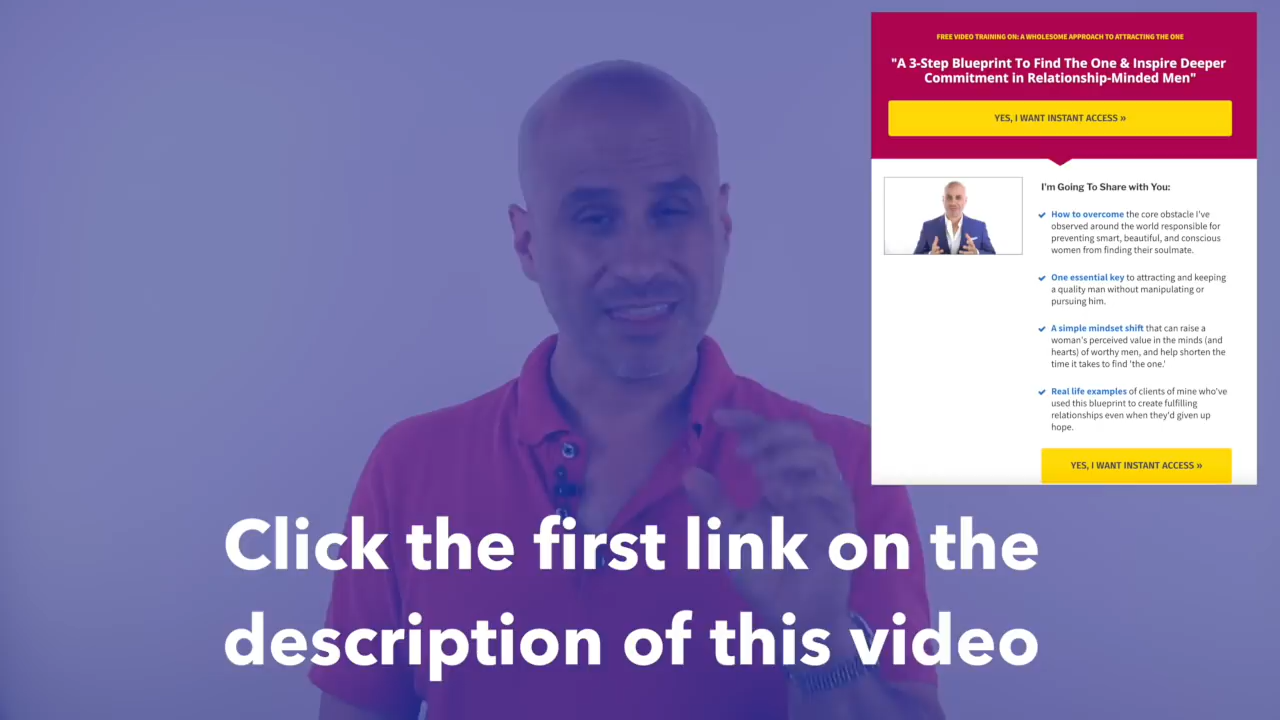 FREE VIDEO TRAINING ON: A WHOLESOME APPROACH TO ATTRACTING THE ONE
"A 3-Step Blueprint To Find The One & Inspire Deeper
Commitment in Relationship-Minded Men"
YES, I WANT INSTANT ACCESS »
I'm Going To Share with You:
How to overcome the core obstacle I've
observed around the world responsible for
preventing smart, beautiful, and conscious
women from finding their soulmate.
One essential key to attracting and keeping
a quality man without manipulating or
pursuing him.
A simple mindset shift that can raise a
woman's perceived value in the minds (and
hearts) of worthy men, and help shorten the
time it takes to find 'the one.'
Real life examples of clients of mine who've
used this blueprint to create fulfilling
relationships even when they'd given up
hope.
YES, I WANT INSTANT ACCESS »
Click the first link on the
description of this video